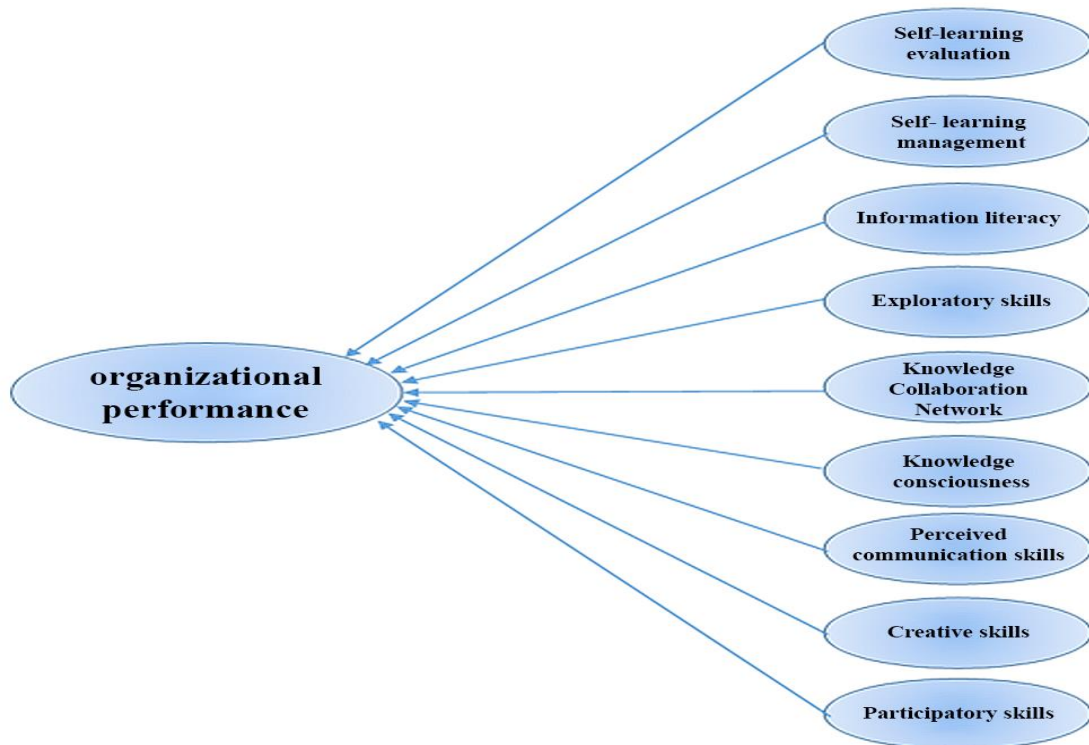 Self-learning
evaluation
Self- learning
management
Information literacy
Exploratory skills
organizational
performance
Knowledge
Collaboration
Network
Knowledge
consciousness
Perceived
communication skills
Creative skills
Participatory skills